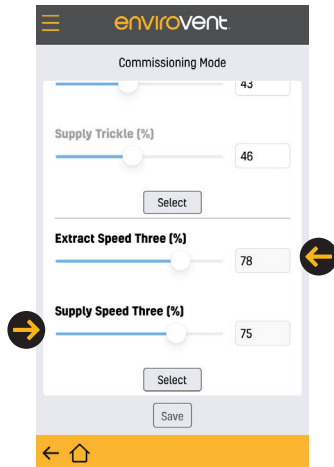 envirovent
Commissioning Mode
43
Supply Trickle (%)
46
Select
Extract Speed Three (%)
78
Supply Speed Three (%)
75
Select
Save